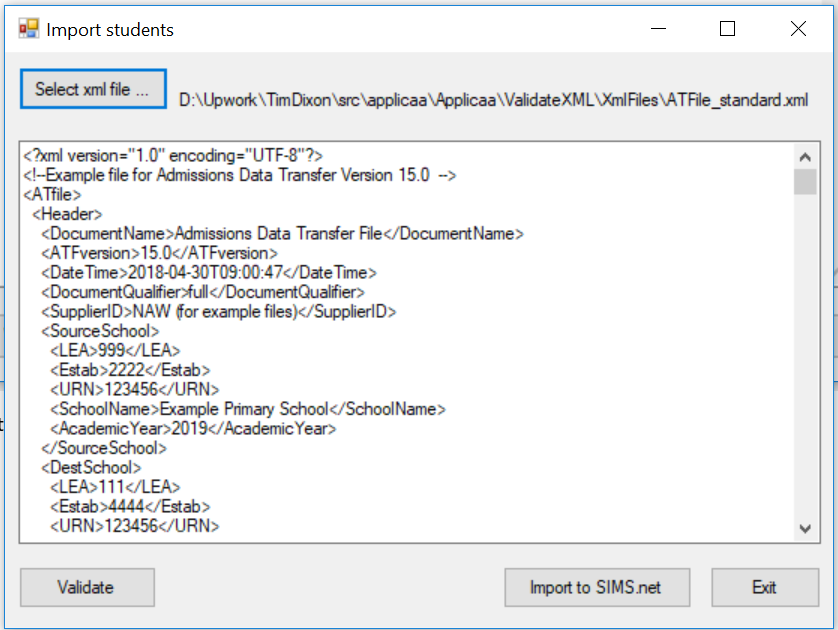 Import students
Select xml file ...
D:\Upwork\TimDixon\src\applicaa\Applicaa\ValidateXML\XmlFiles\ATFile_standard.xml
<?xml version="1.0" encoding="UTF-8"?>
<!--Example file for Admissions Data Transfer Version 15.0  -->
<ATfile>
  <Header>
    <DocumentName>Admissions Data Transfer File</DocumentName>
    <ATFversion>15.0</ATFversion>
    <DateTime>2018-04-30T09:00:47</DateTime>
    <DocumentQualifier>full</DocumentQualifier>
    <SupplierID>NAW (for example files)</SupplierID>
    <SourceSchool>
      <LEA>999</LEA>
      <Estab>2222</Estab>
      <URN>123456</URN>
      <SchoolName>Example Primary School</SchoolName>
      <AcademicYear>2019</AcademicYear>
    </SourceSchool>
    <DestSchool>
      <LEA>111</LEA>
      <Estab>4444</Estab>
      <URN>123456</URN>
Validate
Import to SIMS.net
Exit